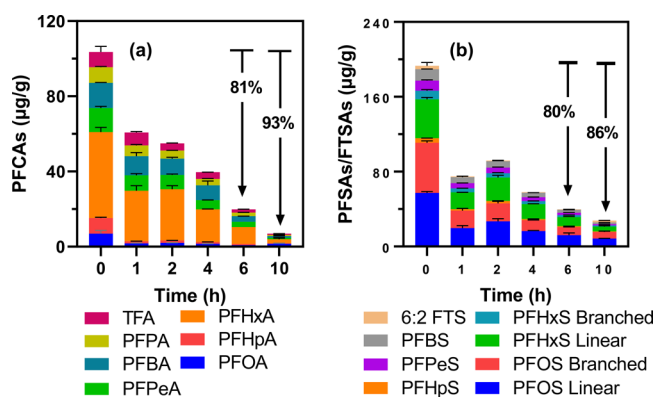 120
80
40
0
PFCAs (µg/g)
(a)
81%
93%
0 1 2 4 6 10
Time (h)
TFA
PFPA
PFBA
PFPeA
PFHxA
PFHpA
PFOA
240
160
80
0
PFSAs/FTSAs (µg/g)
(b)
80%
86%
0 1 2 4 6 10
Time (h)
6:2 FTS
PFBS
PFPeS
PFHpS
PFHxS Branched
PFHxS Linear
PFOS Branched
PFOS Linear